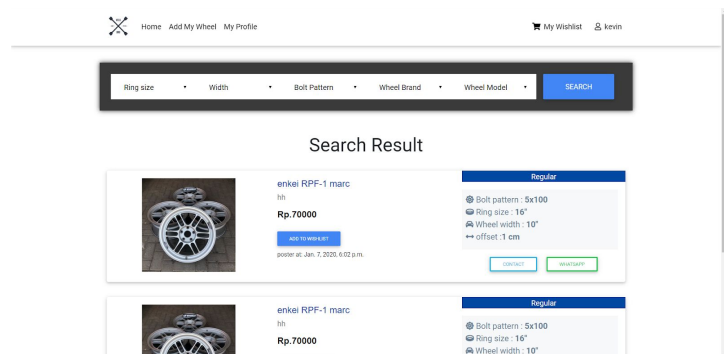 Home Add My Wheel My Profile My Wishlist kevin
Ring size Width Bolt Pattern Wheel Brand Wheel Model SEARCH
Search Result
enkei RPF-1 marc
hh
Rp.70000
ADD TO WISHLIST
poster at: Jan. 7, 2020, 6:02 p.m.
Regular
Bolt pattern : 5x100
Ring size : 16"
Wheel width : 10"
offset :1 cm
CONTACT WHATSAPP
enkei RPF-1 marc
hh
Rp.70000
Regular
Bolt pattern : 5x100
Ring size : 16"
Wheel width : 10"